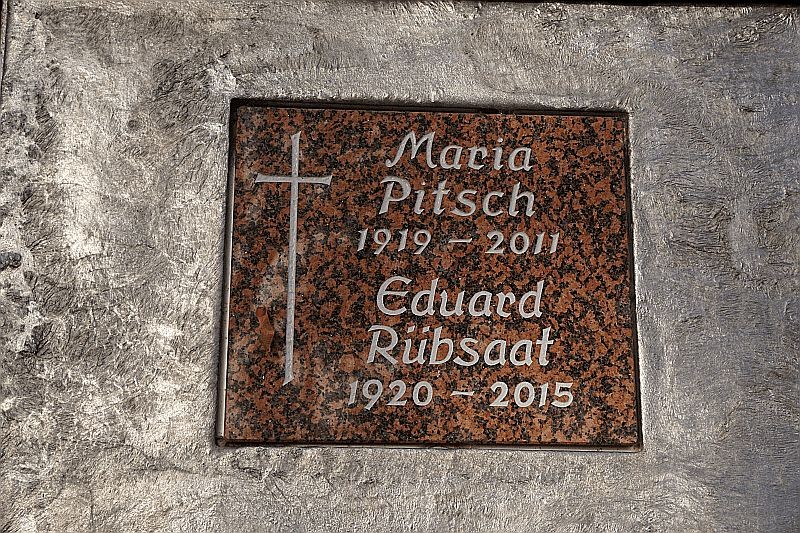 Maria
Pitsch
1919 – 2011
Eduard
Rübsaat
1920 – 2015